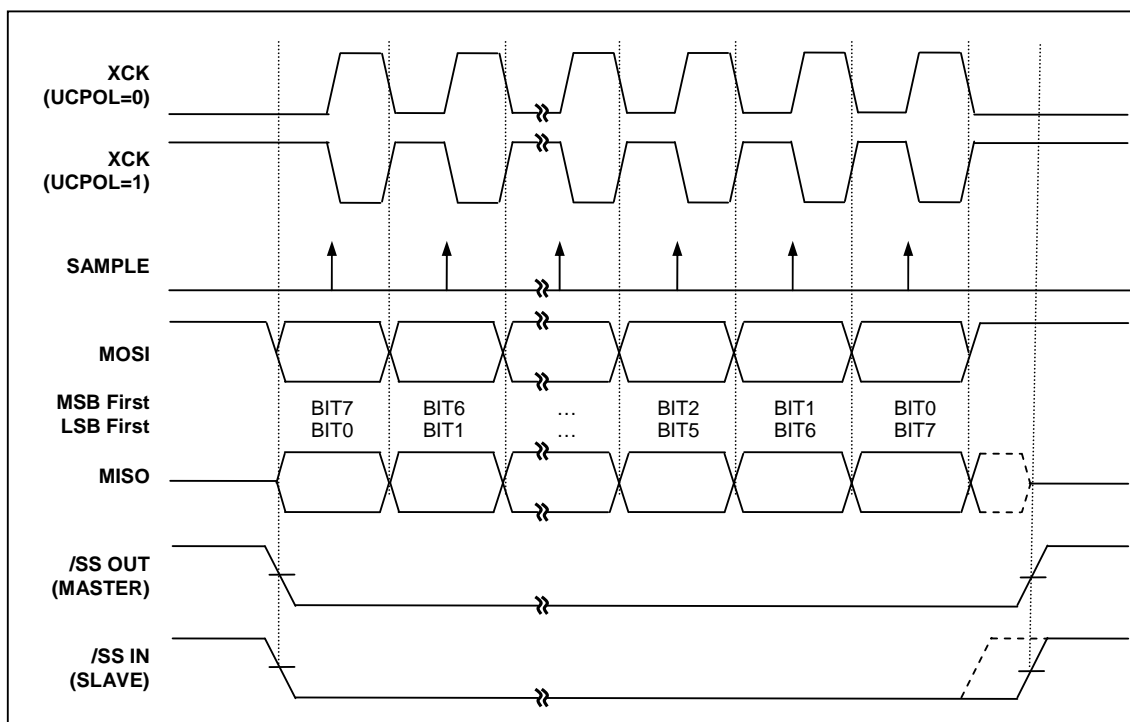 XCK
(UCPOL=0)
XCK
(UCPOL=1)
SAMPLE
MOSI
MSB First
LSB First
BIT7 BIT6 … BIT2 BIT1 BIT0
BIT0 BIT1 … BIT5 BIT6 BIT7
MISO
/SS OUT
(MASTER)
/SS IN
(SLAVE)